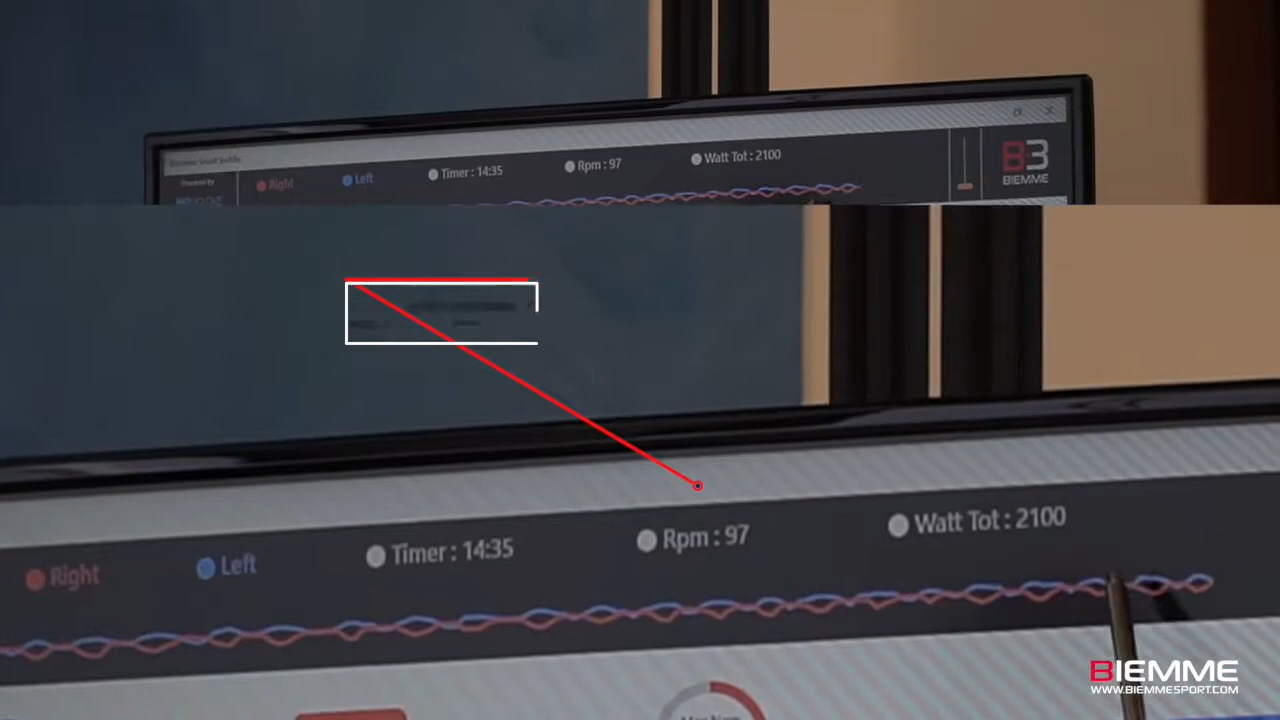 Timer : 14:35
Rpm : 97
Watt Tot : 2100
Right
Left
B3
BIEMME
Watt Tot : 2100
Rpm : 97
Timer : 14:35
Left
Right
BIEMME
WWW.BIEMMESPORT.COM